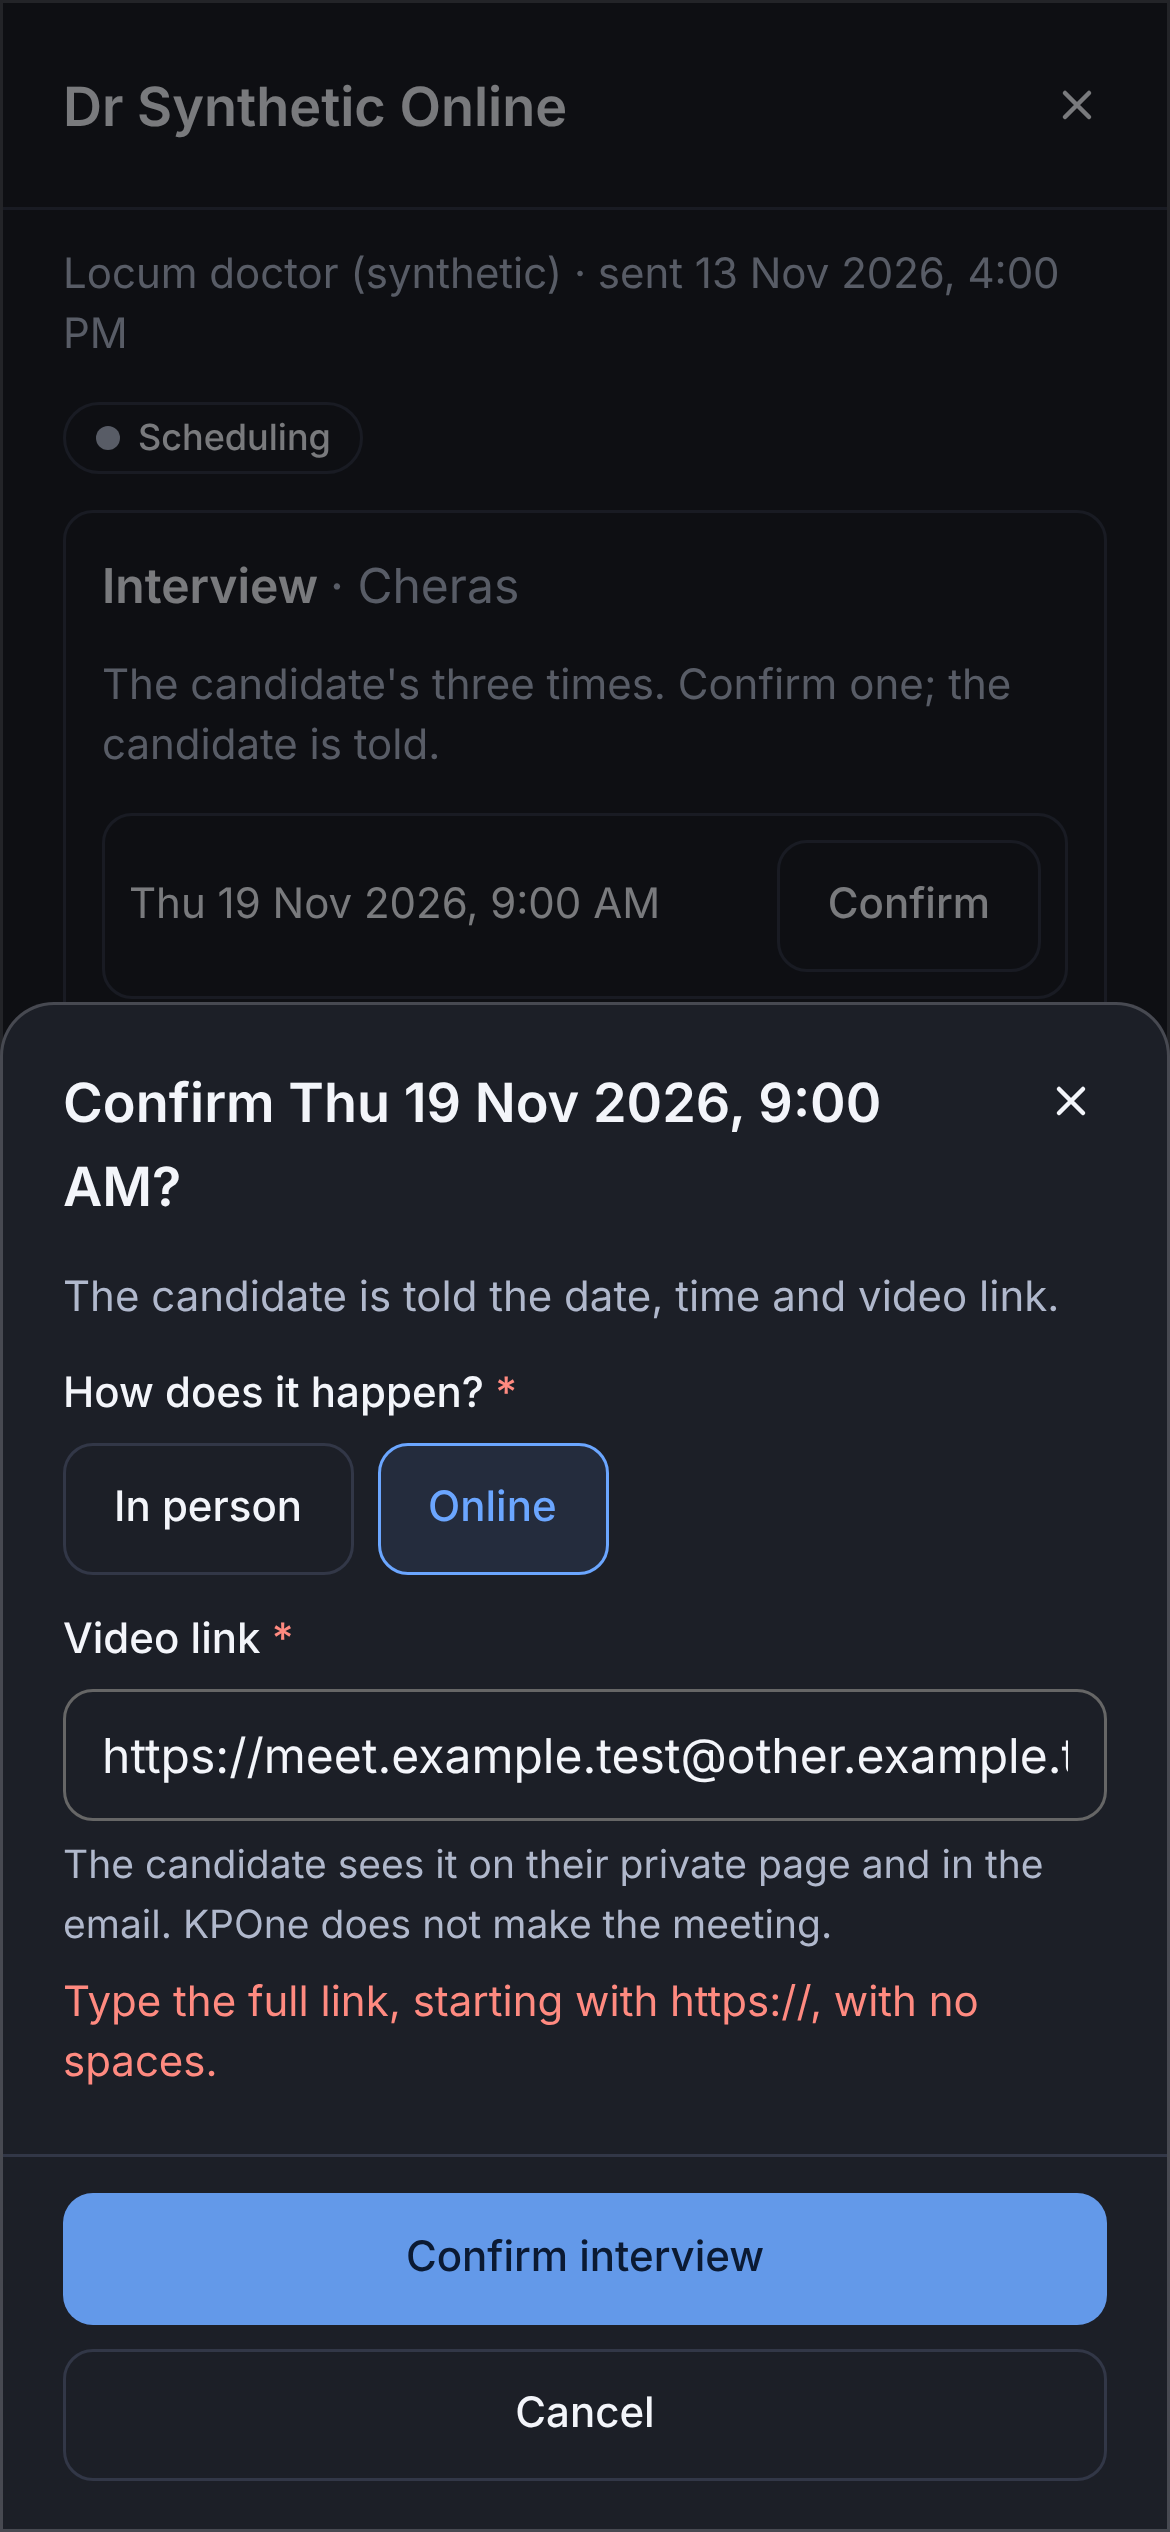 Dr Synthetic Online
Locum doctor (synthetic) · sent 13 Nov 2026, 4:00
PM
Scheduling
Interview · Cheras
The candidate's three times. Confirm one; the
candidate is told.
Thu 19 Nov 2026, 9:00 AM
Confirm
Confirm Thu 19 Nov 2026, 9:00
AM?
The candidate is told the date, time and video link.
How does it happen? *
In person
Online
Video link *
https://meet.example.test@other.example.t
The candidate sees it on their private page and in the
email. KPOne does not make the meeting.
Type the full link, starting with https://, with no
spaces.
Confirm interview
Cancel